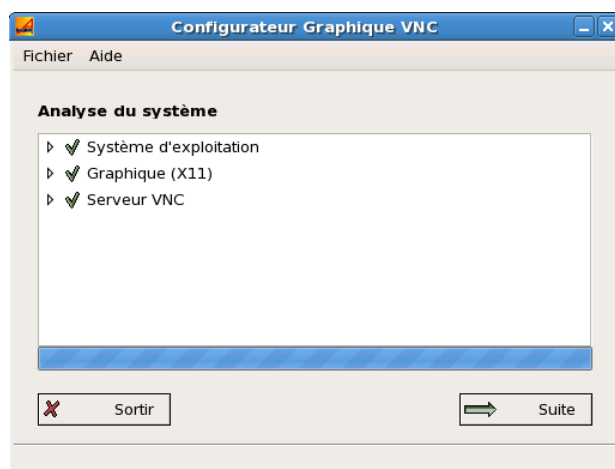 Configurateur Graphique VNC
Fichier Aide
Analyse du système
Système d'exploitation
Graphique (X11)
Serveur VNC
Sortir
Suite